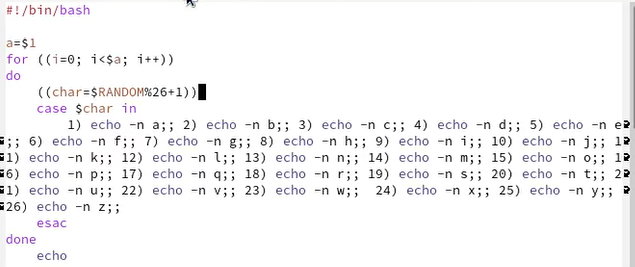 #!/bin/bash
a=$1
for ((i=0; i<$a; i++))
do
((char=$RANDOM%26+1))
case $char in
1) echo -n a;; 2) echo -n b;; 3) echo -n c;; 4) echo -n d;; 5) echo -n e
;; 6) echo -n f;; 7) echo -n g;; 8) echo -n h;; 9) echo -n i;; 10) echo -n j;; 1
1) echo -n k;; 12) echo -n l;; 13) echo -n n;; 14) echo -n m;; 15) echo -n o;; 1
6) echo -n p;; 17) echo -n q;; 18) echo -n r;; 19) echo -n s;; 20) echo -n t;; 2
1) echo -n u;; 22) echo -n v;; 23) echo -n w;;  24) echo -n x;; 25) echo -n y;;
26) echo -n z;;
esac
done
echo